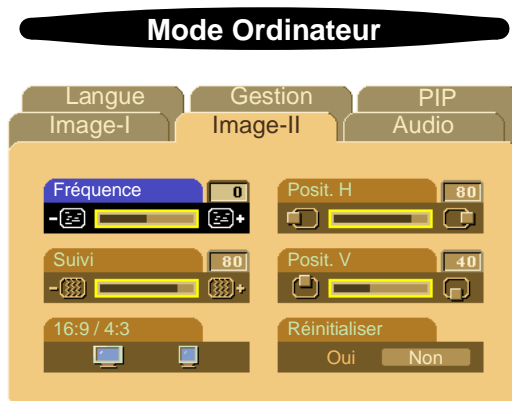 Mode Ordinateur
Langue Gestion PIP
Image-I Image-II Audio
Fréquence 0
Posit. H 80
- +
Suivi 80
Posit. V 40
- +
16:9 / 4:3
Réinitialiser
Oui Non